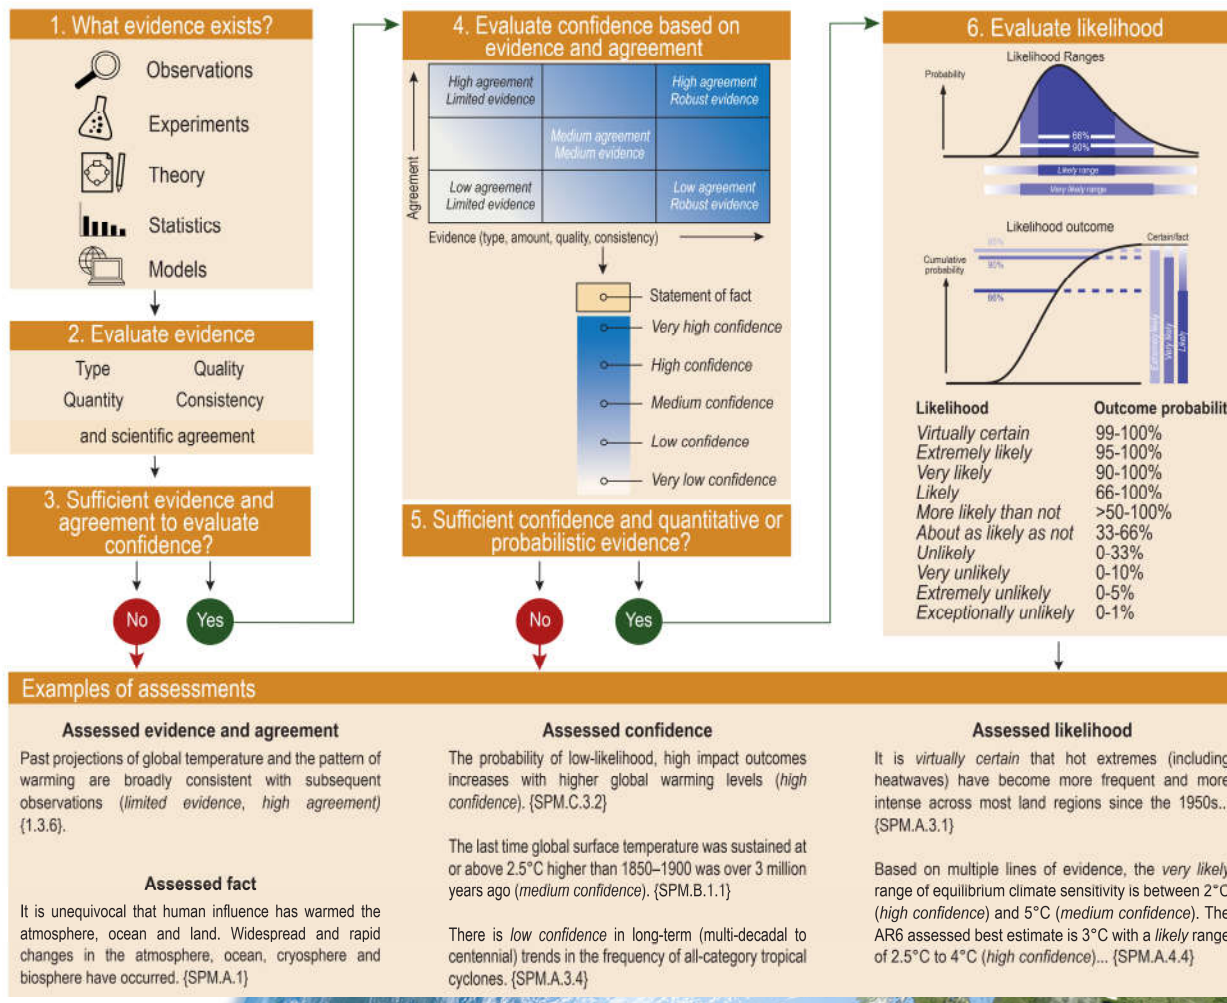 1. What evidence exists?
Observations
Experiments
Theory
Statistics
Models
2. Evaluate evidence
Type Quality
Quantity Consistency
and scientific agreement
3. Sufficient evidence and
agreement to evaluate
confidence?
No Yes
4. Evaluate confidence based on
evidence and agreement
Agreement
High agreement
Limited evidence
High agreement
Robust evidence
Medium agreement
Medium evidence
Low agreement
Limited evidence
Low agreement
Robust evidence
Evidence (type, amount, quality, consistency)
Statement of fact
Very high confidence
High confidence
Medium confidence
Low confidence
Very low confidence
5. Sufficient confidence and quantitative or
probabilistic evidence?
No Yes
6. Evaluate likelihood
Likelihood Ranges
Probability
66%
90%
Likely range
Very likely range
Likelihood outcome
Certain/fact
Cumulative
probability
95%
90%
66%
Extremely likely
Very likely
Likely
Likelihood Outcome probabilit
Virtually certain 99-100%
Extremely likely 95-100%
Very likely 90-100%
Likely 66-100%
More likely than not >50-100%
About as likely as not 33-66%
Unlikely 0-33%
Very unlikely 0-10%
Extremely unlikely 0-5%
Exceptionally unlikely 0-1%
Examples of assessments
Assessed evidence and agreement
Past projections of global temperature and the pattern of
warming are broadly consistent with subsequent
observations (limited evidence, high agreement)
{1.3.6}.
Assessed fact
It is unequivocal that human influence has warmed the
atmosphere, ocean and land. Widespread and rapid
changes in the atmosphere, ocean, cryosphere and
biosphere have occurred. {SPM.A.1}
Assessed confidence
The probability of low-likelihood, high impact outcomes
increases with higher global warming levels (high
confidence). {SPM.C.3.2}
The last time global surface temperature was sustained at
or above 2.5°C higher than 1850–1900 was over 3 million
years ago (medium confidence). {SPM.B.1.1}
There is low confidence in long-term (multi-decadal to
centennial) trends in the frequency of all-category tropical
cyclones. {SPM.A.3.4}
Assessed likelihood
It is virtually certain that hot extremes (including
heatwaves) have become more frequent and more
intense across most land regions since the 1950s...
{SPM.A.3.1}
Based on multiple lines of evidence, the very likely
range of equilibrium climate sensitivity is between 2°C
(high confidence) and 5°C (medium confidence). The
AR6 assessed best estimate is 3°C with a likely range
of 2.5°C to 4°C (high confidence)... {SPM.A.4.4}